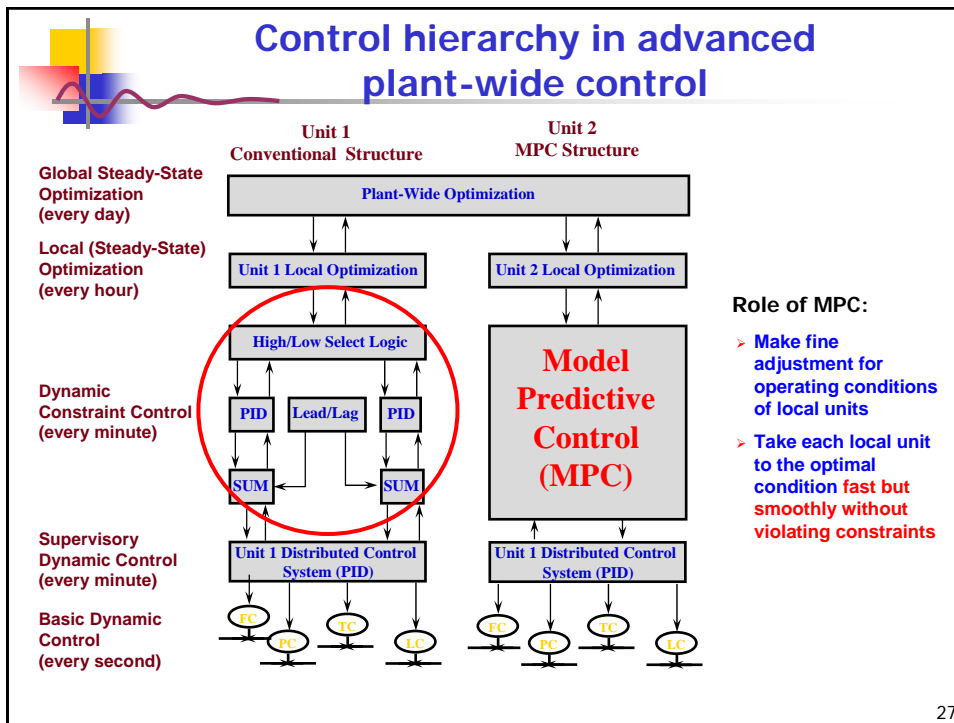 Control hierarchy in advanced
plant-wide control
Unit 1
Conventional Structure
Unit 2
MPC Structure
Global Steady-State
Optimization
(every day)
Plant-Wide Optimization
Local (Steady-State)
Optimization
(every hour)
Unit 1 Local Optimization
Unit 2 Local Optimization
High/Low Select Logic
Dynamic
Constraint Control
(every minute)
PID
Lead/Lag
PID
SUM
SUM
Model
Predictive
Control
(MPC)
Supervisory
Dynamic Control
(every minute)
Unit 1 Distributed Control
System (PID)
Unit 1 Distributed Control
System (PID)
Basic Dynamic
Control
(every second)
FC
PC
TC
LC
FC
PC
TC
LC
Role of MPC:
Make fine
adjustment for
operating conditions
of local units
Take each local unit
to the optimal
condition fast but
smoothly without
violating constraints
27